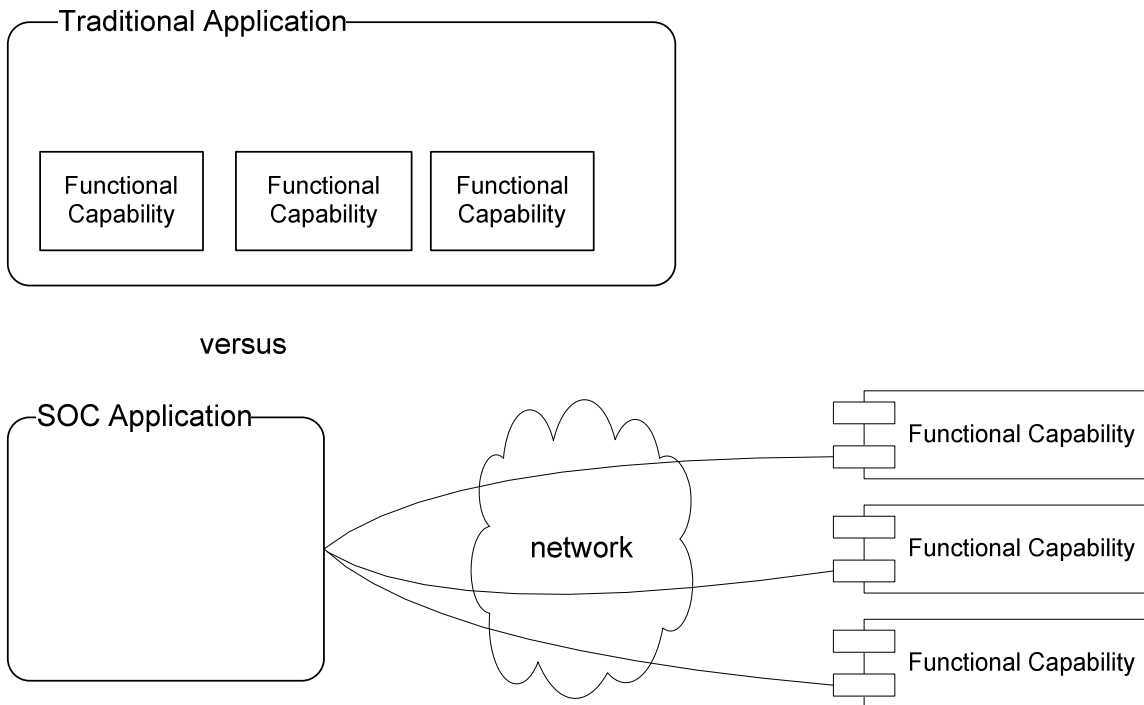 Traditional Application
Functional
Capability
Functional
Capability
Functional
Capability
versus
SOC Application
network
Functional Capability
Functional Capability
Functional Capability